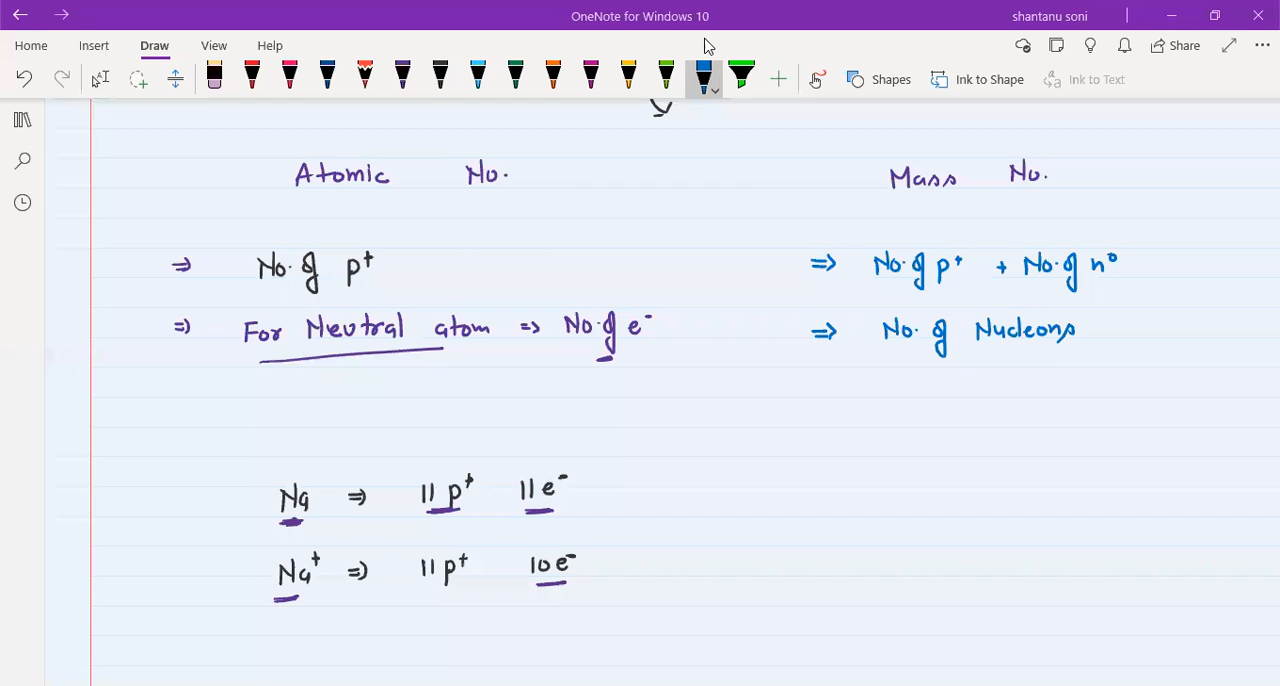 OneNote for Windows 10
shantanu soni
Home Insert Draw View Help Share
Shapes Ink to Shape Ink to Text
Atomic No. Mass No.
⇒ No. of p⁺ ⇒ No. of p⁺ + No. of n⁰
⇒ For Neutral atom ⇒ No. of e⁻ ⇒ No. of Nucleons
Na ⇒ 11 p⁺ 11 e⁻
Na⁺ ⇒ 11 p⁺ 10 e⁻